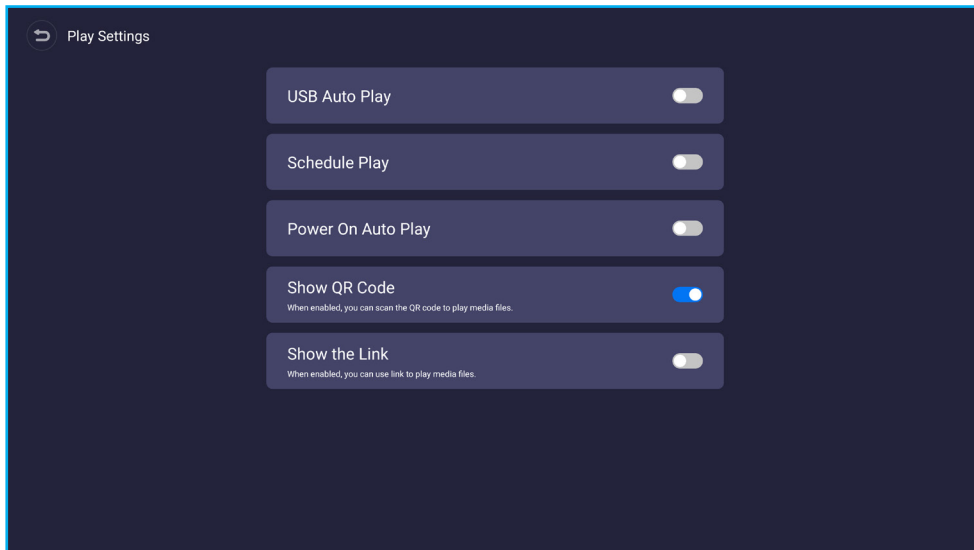 Play Settings
USB Auto Play
Schedule Play
Power On Auto Play
Show QR Code
When enabled, you can scan the QR code to play media files.
Show the Link
When enabled, you can use link to play media files.